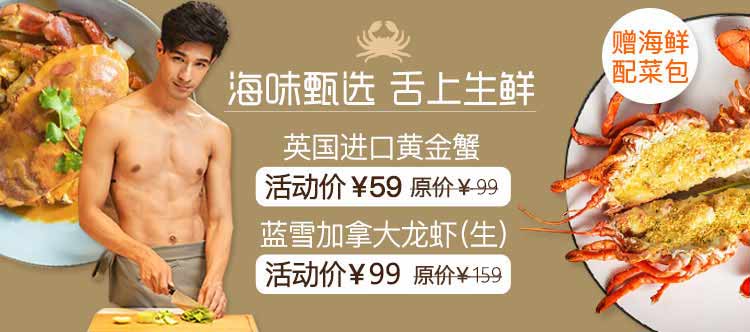 海味甄选 舌上生鲜
赠海鲜
配菜包
英国进口黄金蟹
活动价 ¥59 原价 ¥ 99
蓝雪加拿大龙虾(生)
活动价 ¥99 原价¥159